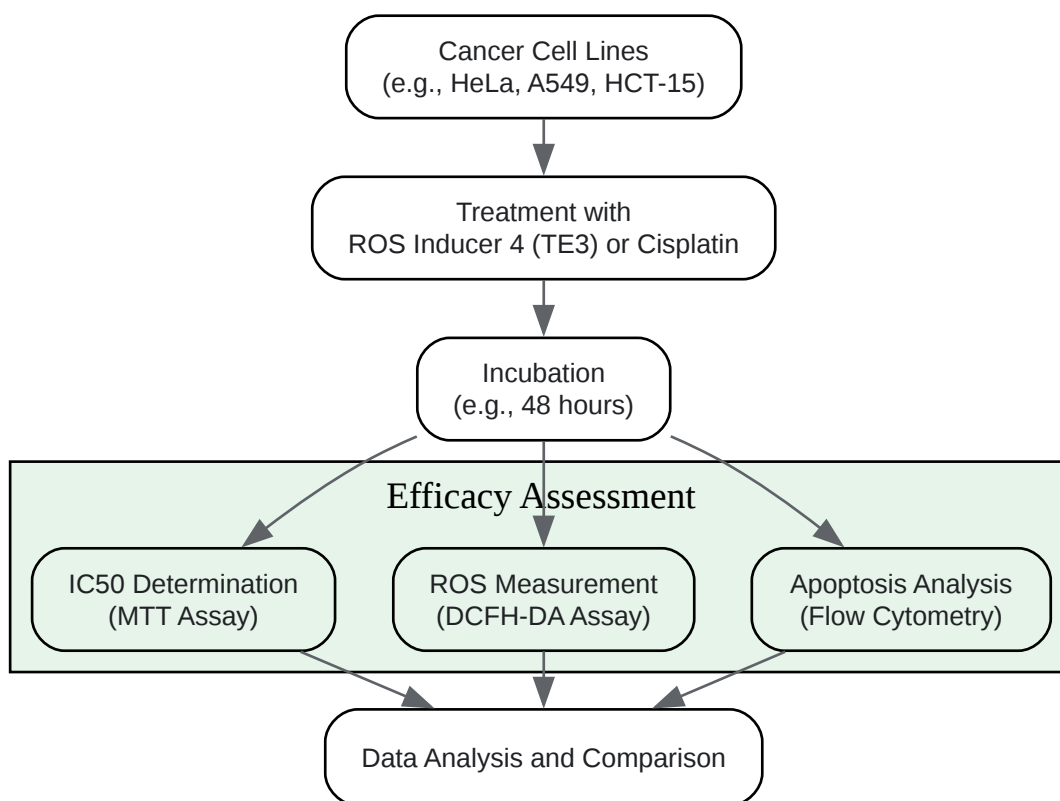 Cancer Cell Lines
(e.g., HeLa, A549, HCT-15)
Treatment with
ROS Inducer 4 (TE3) or Cisplatin
Incubation
(e.g., 48 hours)
Efficacy Assessment
IC50 Determination
(MTT Assay)
ROS Measurement
(DCFH-DA Assay)
Apoptosis Analysis
(Flow Cytometry)
Data Analysis and Comparison